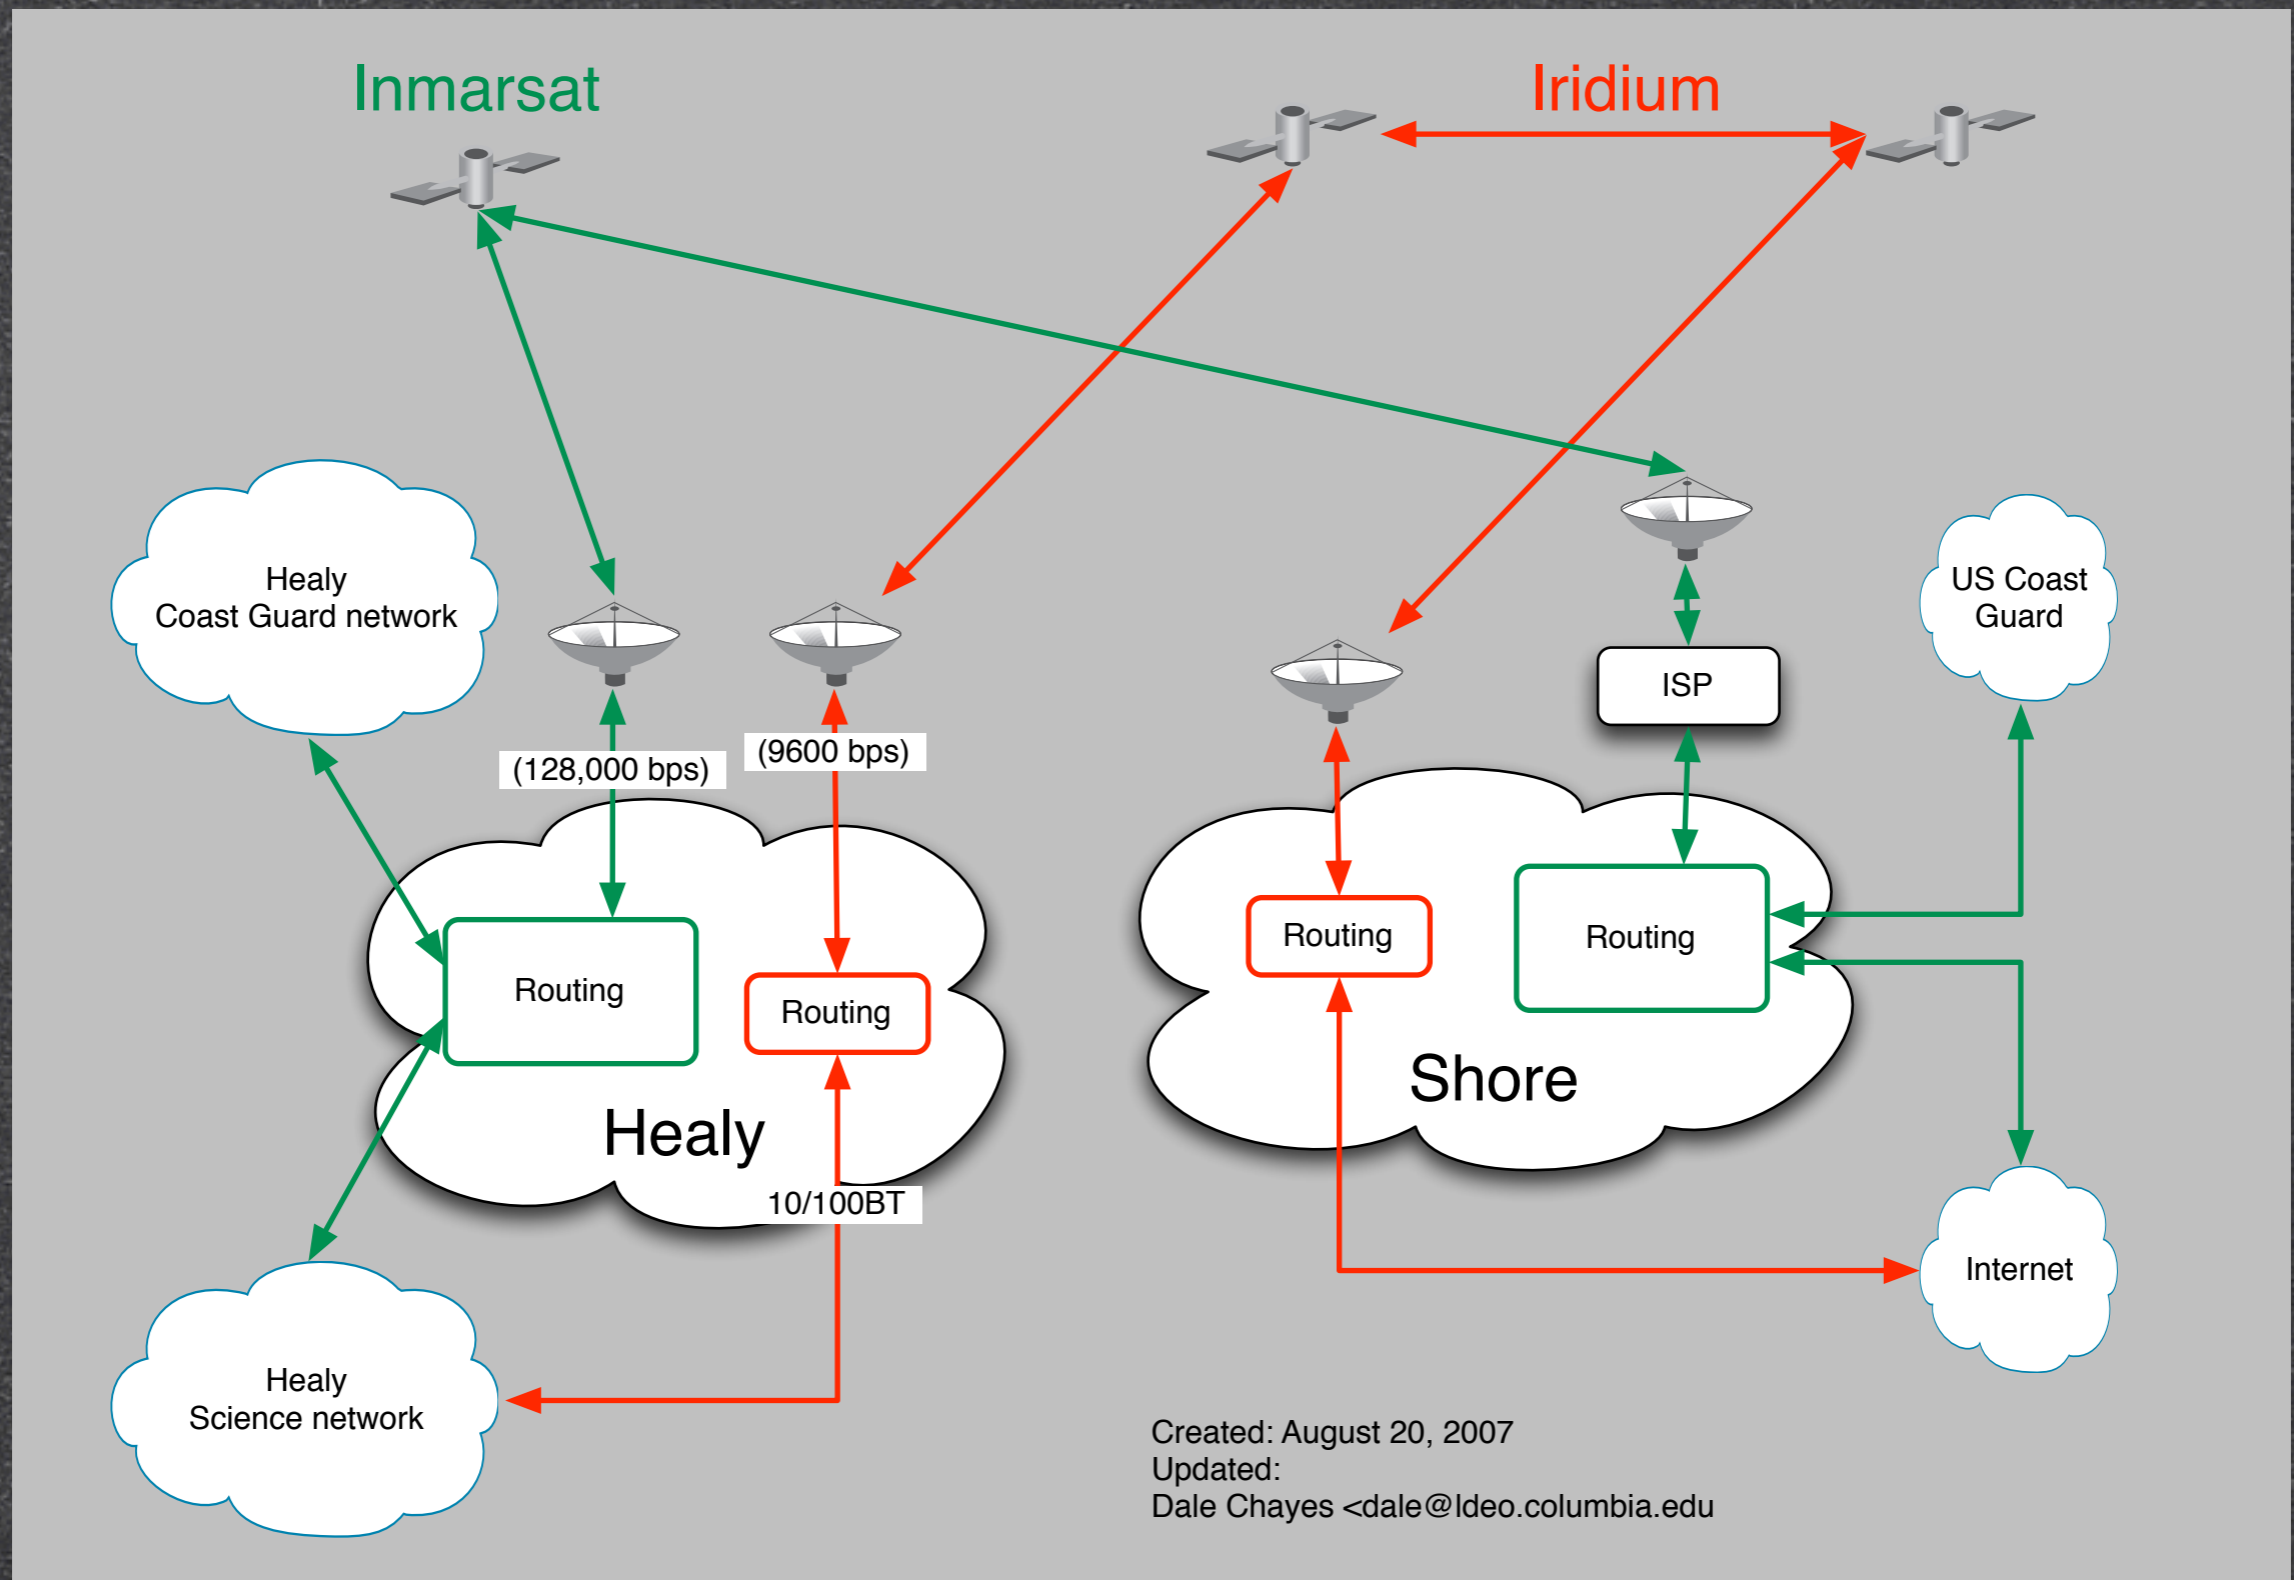 Inmarsat
Iridium
Healy
Coast Guard network
US Coast
Guard
ISP
(128,000 bps)
(9600 bps)
Routing
Routing
Routing
Routing
Healy
Shore
10/100BT
Internet
Healy
Science network
Created: August 20, 2007
Updated:
Dale Chayes <dale@ldeo.columbia.edu